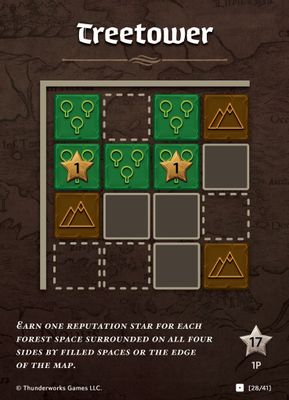 Treetower
1
1
Earn one reputation star for each
forest space surrounded on all four
sides by filled spaces or the edge
of the map.
17
1P
© Thunderworks Games LLC.
[28/41]